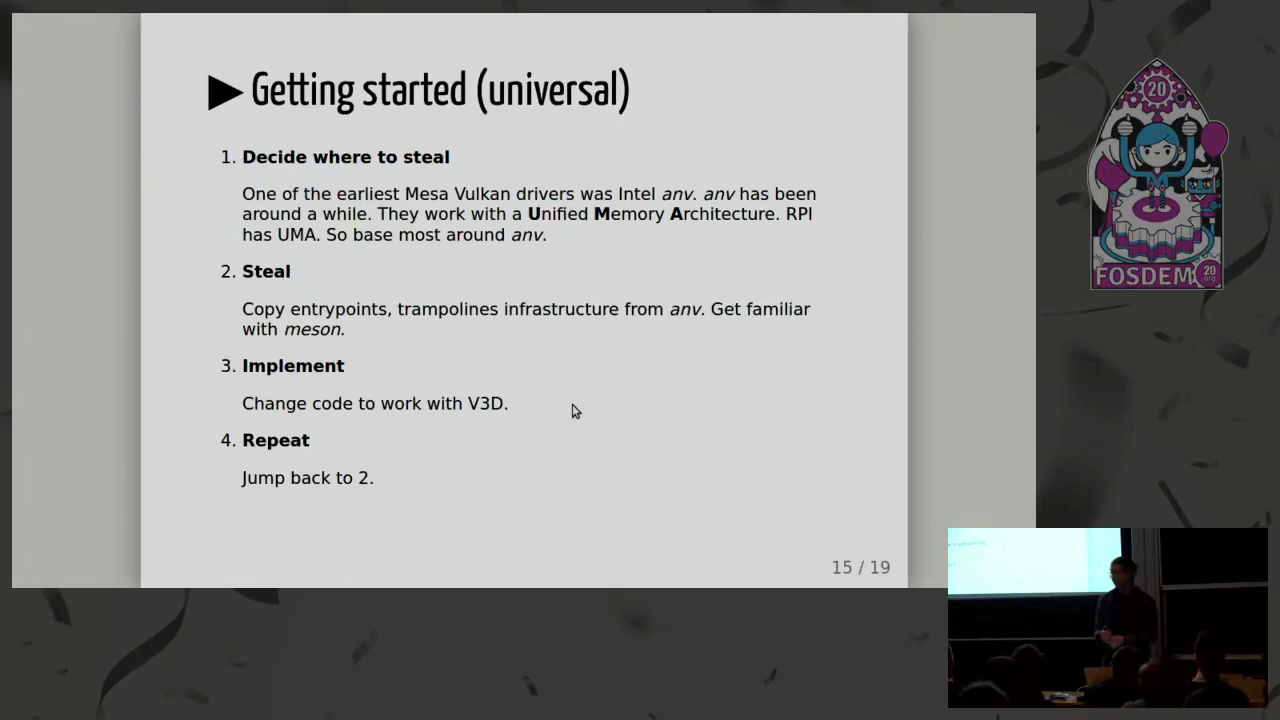 ▶ Getting started (universal)
1. Decide where to steal
One of the earliest Mesa Vulkan drivers was Intel anv. anv has been
around a while. They work with a Unified Memory Architecture. RPI
has UMA. So base most around anv.
2. Steal
Copy entrypoints, trampolines infrastructure from anv. Get familiar
with meson.
3. Implement
Change code to work with V3D.
4. Repeat
Jump back to 2.
15 / 19
20
FOSDEM 20
.org